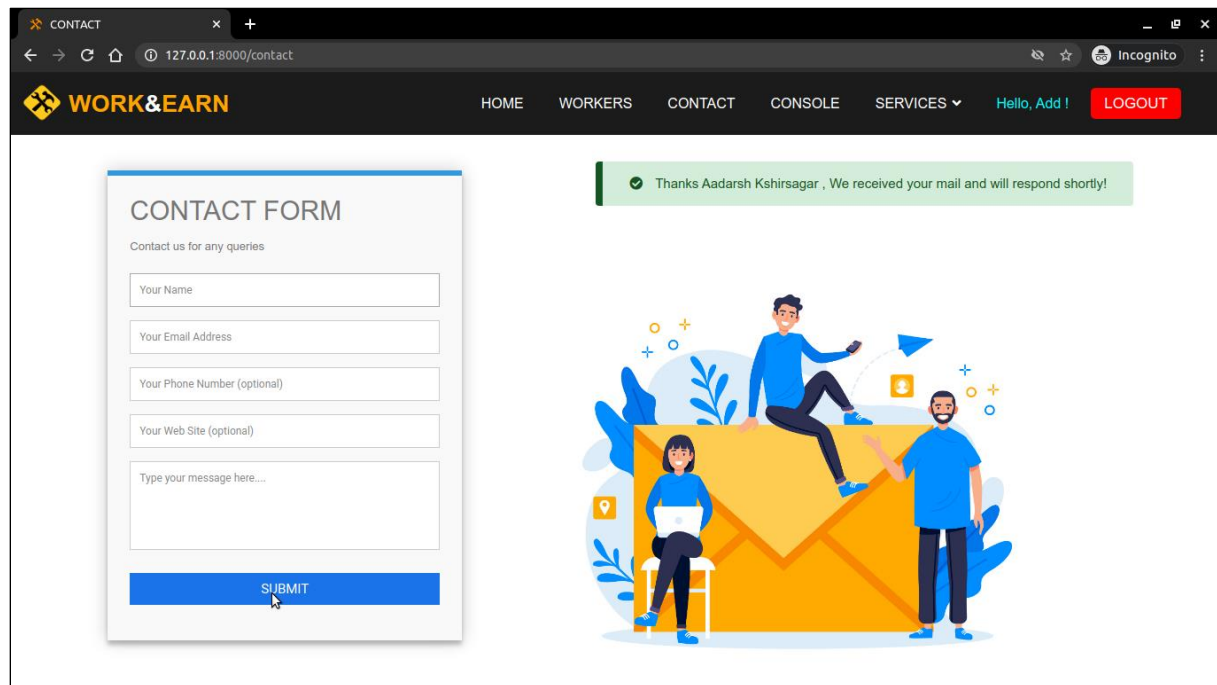 CONTACT
127.0.0.1:8000/contact
Incognito
WORK&EARN
HOME WORKERS CONTACT CONSOLE SERVICES Hello, Add ! LOGOUT
Thanks Aadarsh Kshirsagar , We received your mail and will respond shortly!
CONTACT FORM
Contact us for any queries
Your Name
Your Email Address
Your Phone Number (optional)
Your Web Site (optional)
Type your message here....
SUBMIT